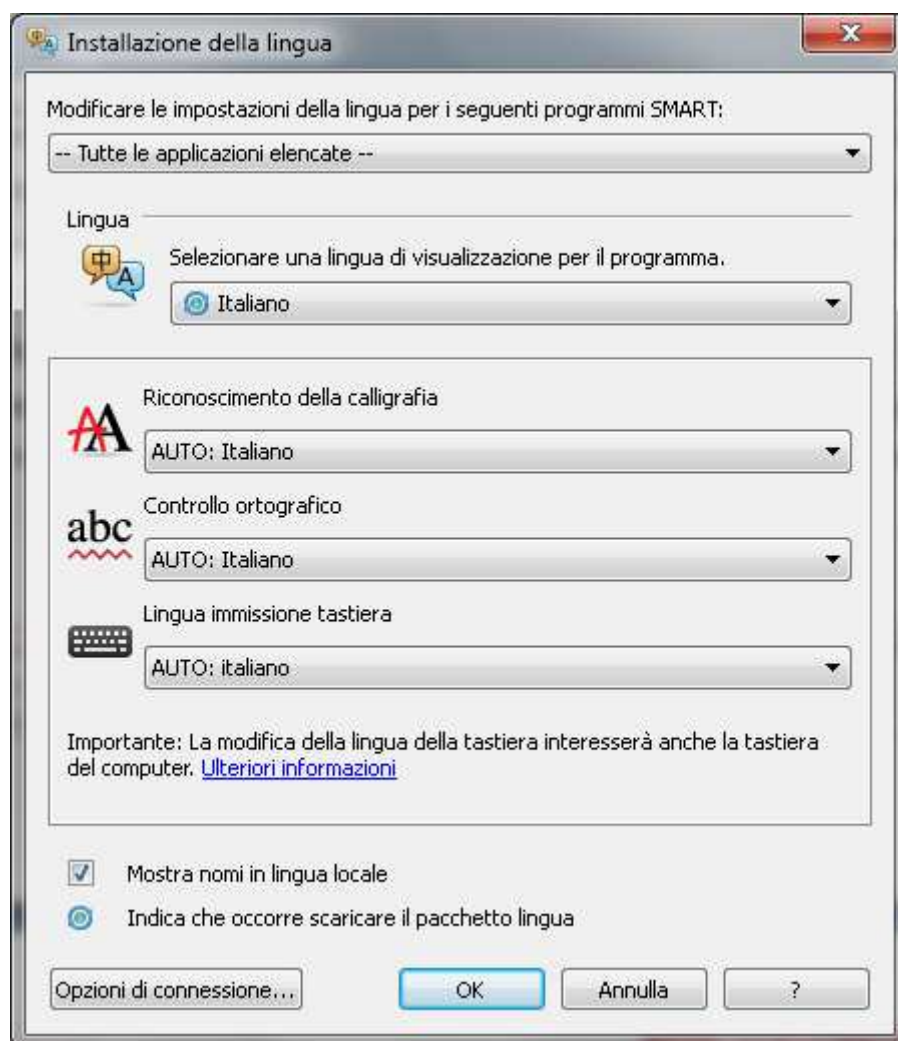 Installazione della lingua
Modificare le impostazioni della lingua per i seguenti programmi SMART:
-- Tutte le applicazioni elencate --
Lingua
中 A
Selezionare una lingua di visualizzazione per il programma.
Italiano
Riconoscimento della calligrafia
AA
AUTO: Italiano
Controllo ortografico
abc
AUTO: Italiano
Lingua immissione tastiera
AUTO: italiano
Importante: La modifica della lingua della tastiera interesserà anche la tastiera
del computer. Ulteriori informazioni
Mostra nomi in lingua locale
Indica che occorre scaricare il pacchetto lingua
Opzioni di connessione... OK Annulla ?